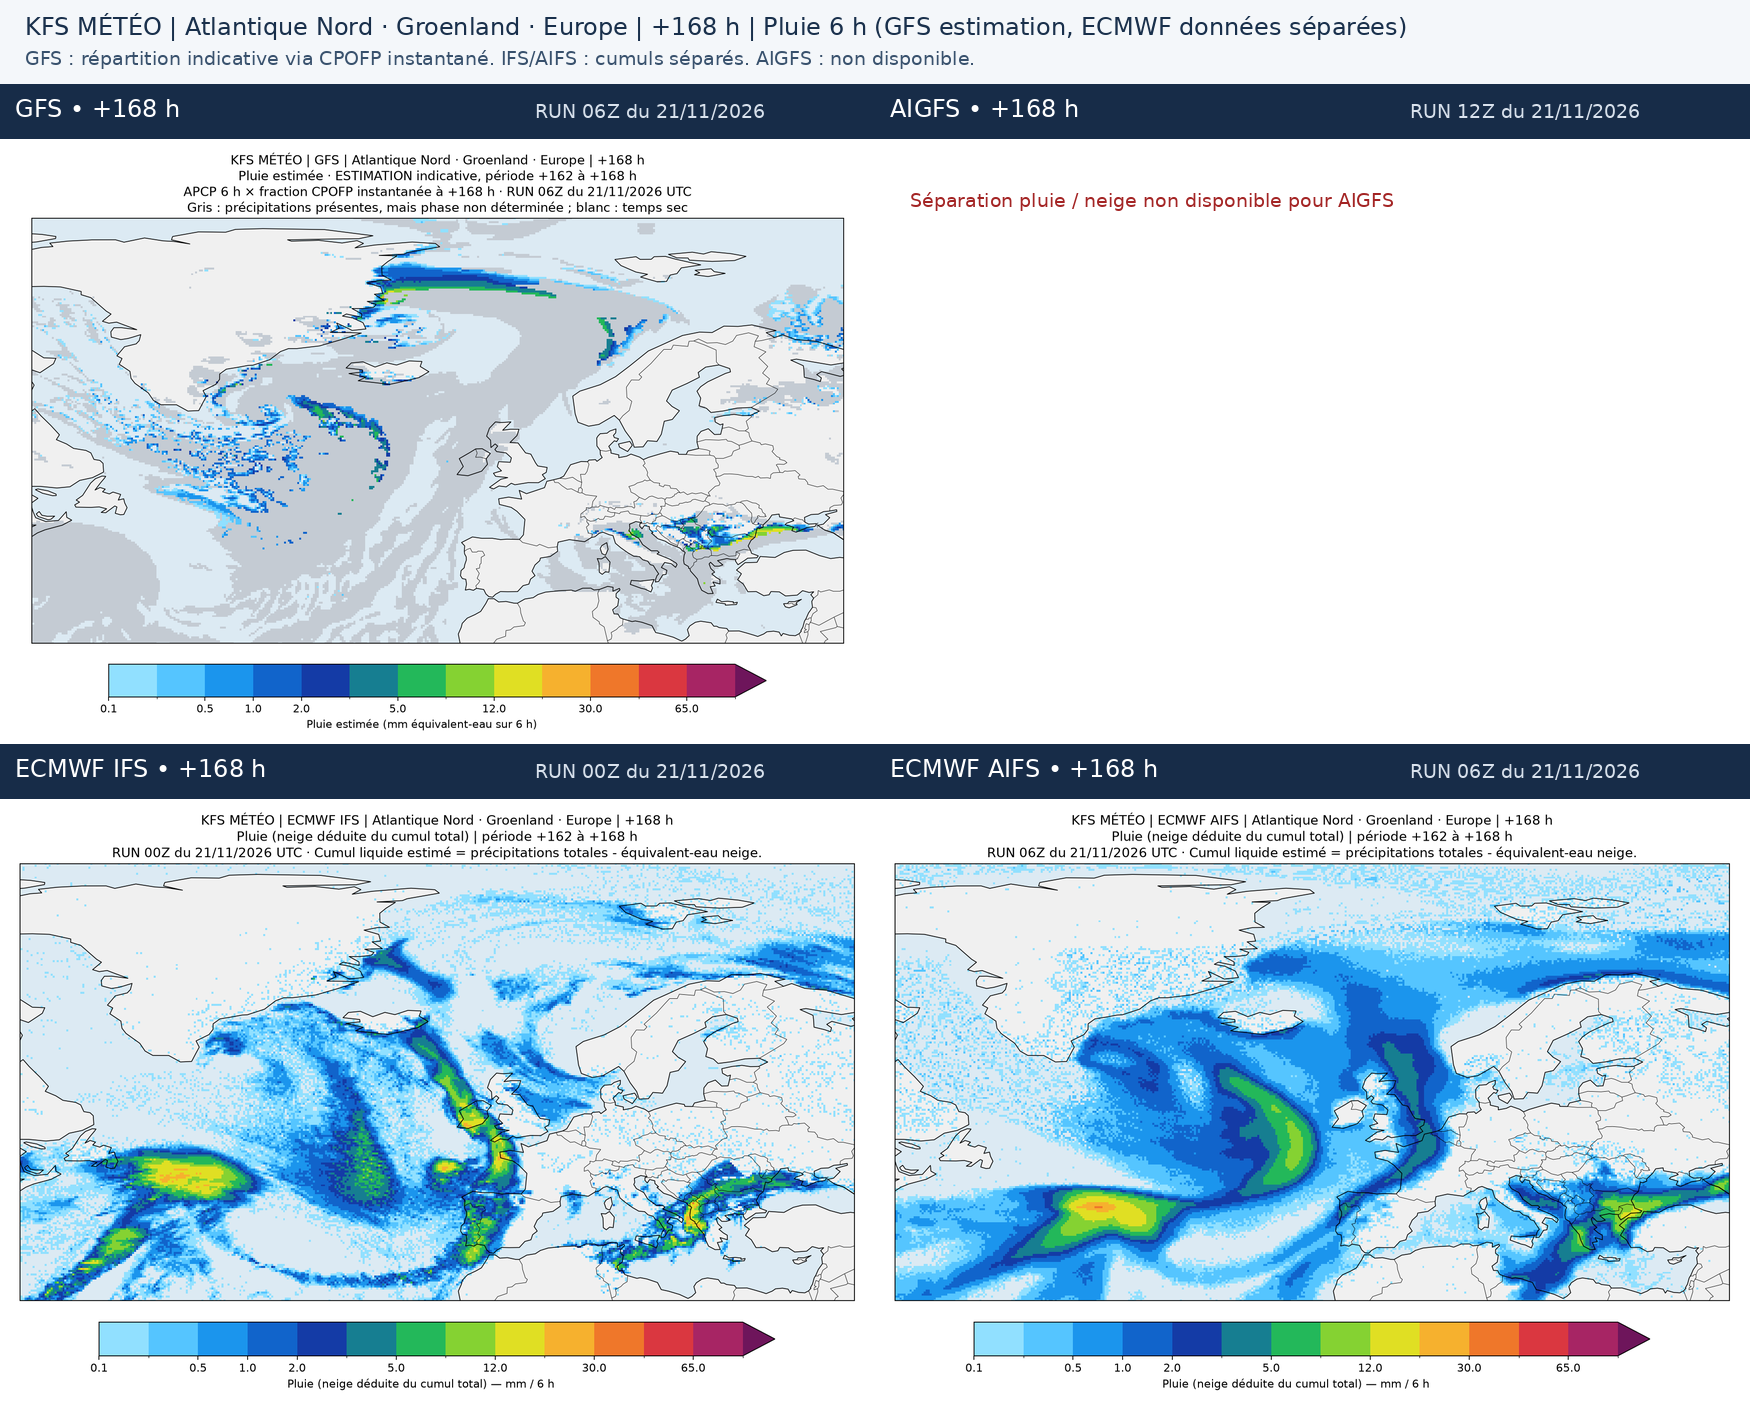 KFS MÉTÉO | Atlantique Nord · Groenland · Europe | +168 h | Pluie 6 h (GFS estimation, ECMWF données séparées)
GFS : répartition indicative via CPOFP instantané. IFS/AIFS : cumuls séparés. AIGFS : non disponible.
GFS • +168 h
RUN 06Z du 21/11/2026
KFS MÉTÉO | GFS | Atlantique Nord · Groenland · Europe | +168 h
Pluie estimée · ESTIMATION indicative, période +162 à +168 h
APCP 6 h × fraction CPOFP instantanée à +168 h · RUN 06Z du 21/11/2026 UTC
Gris : précipitations présentes, mais phase non déterminée ; blanc : temps sec
0.1 0.5 1.0 2.0 5.0 12.0 30.0 65.0
Pluie estimée (mm équivalent-eau sur 6 h)
AIGFS • +168 h
RUN 12Z du 21/11/2026
Séparation pluie / neige non disponible pour AIGFS
ECMWF IFS • +168 h
RUN 00Z du 21/11/2026
KFS MÉTÉO | ECMWF IFS | Atlantique Nord · Groenland · Europe | +168 h
Pluie (neige déduite du cumul total) | période +162 à +168 h
RUN 00Z du 21/11/2026 UTC · Cumul liquide estimé = précipitations totales - équivalent-eau neige.
0.1 0.5 1.0 2.0 5.0 12.0 30.0 65.0
Pluie (neige déduite du cumul total) — mm / 6 h
ECMWF AIFS • +168 h
RUN 06Z du 21/11/2026
KFS MÉTÉO | ECMWF AIFS | Atlantique Nord · Groenland · Europe | +168 h
Pluie (neige déduite du cumul total) | période +162 à +168 h
RUN 06Z du 21/11/2026 UTC · Cumul liquide estimé = précipitations totales - équivalent-eau neige.
0.1 0.5 1.0 2.0 5.0 12.0 30.0 65.0
Pluie (neige déduite du cumul total) — mm / 6 h